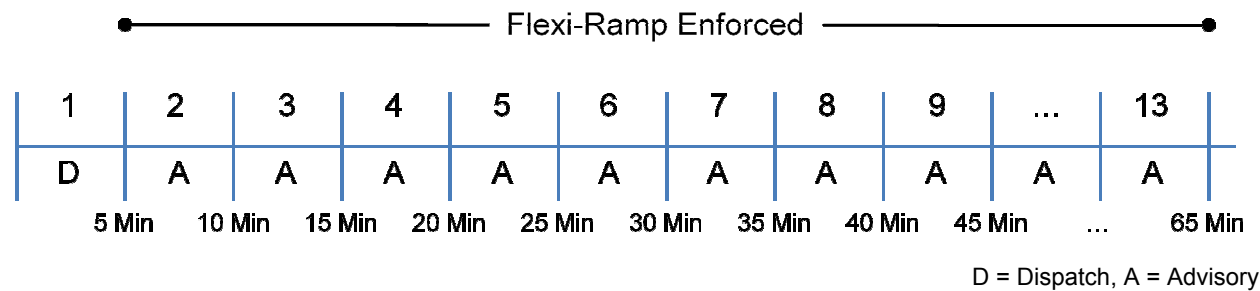 Flexi-Ramp Enforced
1 2 3 4 5 6 7 8 9 ... 13
D A A A A A A A A A A
5 Min 10 Min 15 Min 20 Min 25 Min 30 Min 35 Min 40 Min 45 Min ... 65 Min
D = Dispatch, A = Advisory